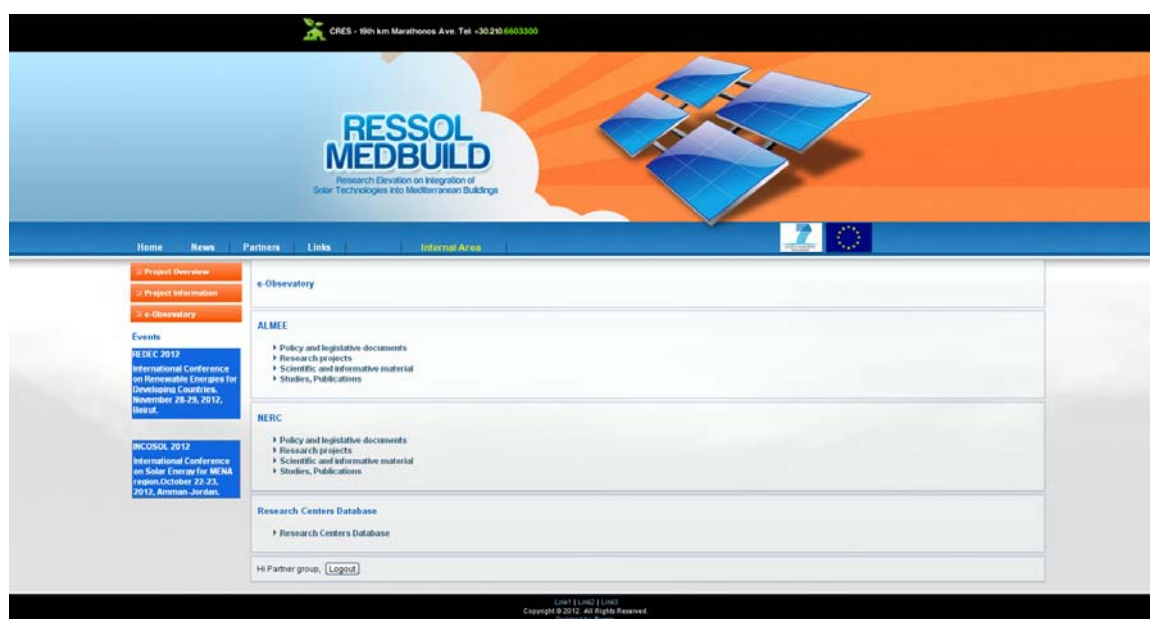 CRES - 19th km Marathonos Ave. Tel: +30.210.6603300
RESSOL
MEDBUILD
Research Elevation on Integration of
Solar Technologies into Mediterranean Buildings
Home
News
Partners
Links
Internal Area
Project Overview
Project Information
e-Obsevatory
Events
REDEC 2012
International Conference
on Renewable Energies for
Developing Countries.
November 28-29, 2012,
Beirut.
INCOSOL 2012
International Conference
on Solar Energy for MENA
region.October 22-23,
2012, Amman-Jordan.
e-Obsevatory
ALMEE
Policy and legistative documents
Research projects
Scientific and informative material
Studies, Publications
NERC
Policy and legistative documents
Research projects
Scientific and informative material
Studies, Publications
Research Centers Database
Research Centers Database
Hi Partner group, Logout
Link1 | Link2 | Link3
Copyright © 2012. All Rights Reserved.